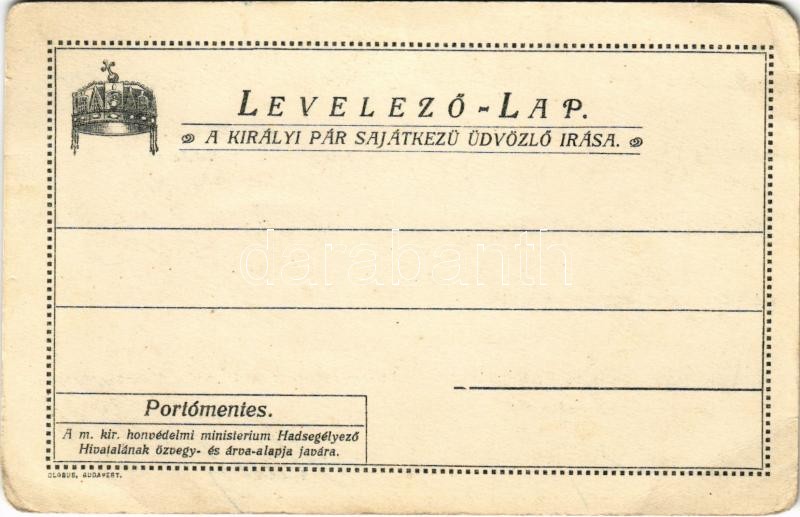 LEVELEZŐ-LAP.
A KIRÁLYI PÁR SAJÁTKEZÜ ÜDVÖZLŐ IRÁSA.
darabanth
Portómentes.
A m. kir. honvédelmi ministerium Hadsegélyező
Hivatalának özvegy- és árva-alapja javára.
GLOBUS, BUDAPEST.